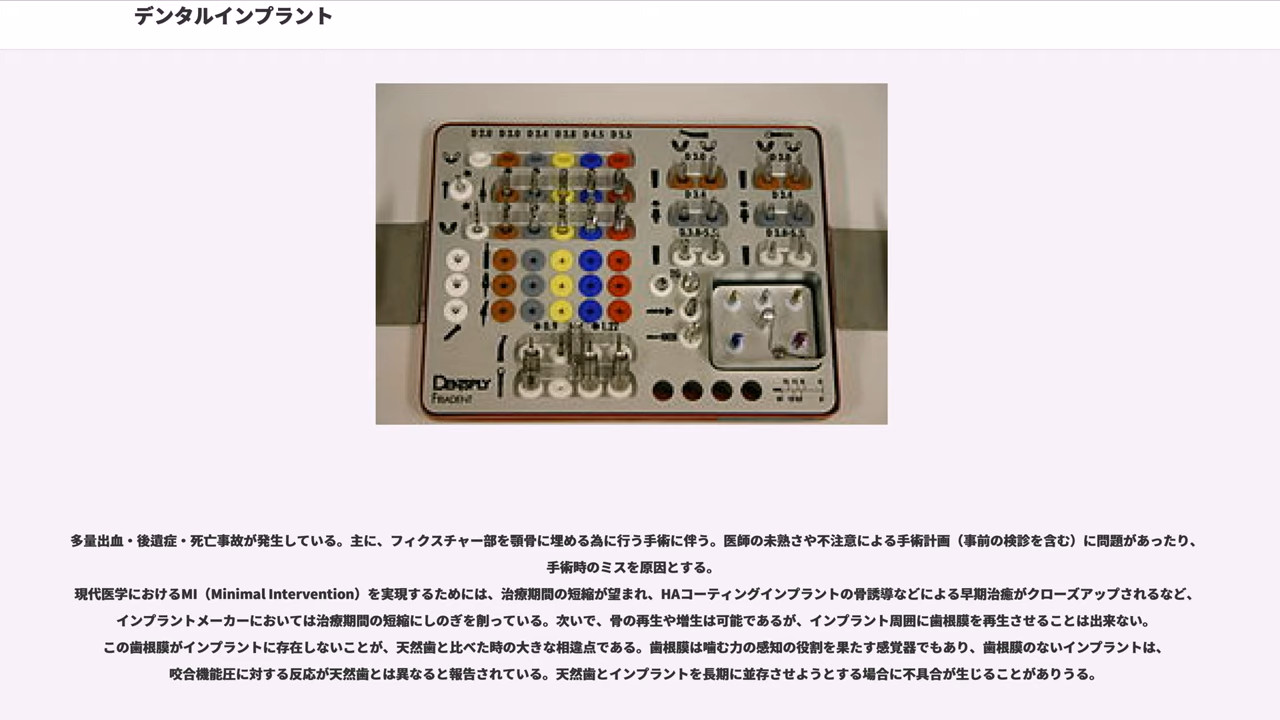 デンタルインプラント
D 2.0 D 3.0 D 3.4 D 3.8 D 4.5 D 5.5
D 3.0 D 3.0
D 3.4 D 3.4
D 3.8-5.5
DENTSPLY
FRIADENT
多量出血・後遺症・死亡事故が発生している。主に、フィクスチャー部を顎骨に埋める為に行う手術に伴う。医師の未熟さや不注意による手術計画（事前の検診を含む）に問題があったり、
手術時のミスを原因とする。
現代医学におけるMI（Minimal Intervention）を実現するためには、治療期間の短縮が望まれ、HAコーティングインプラントの骨誘導などによる早期治癒がクローズアップされるなど、
インプラントメーカーにおいては治療期間の短縮にしのぎを削っている。次いで、骨の再生や増生は可能であるが、インプラント周囲に歯根膜を再生させることは出来ない。
この歯根膜がインプラントに存在しないことが、天然歯と比べた時の大きな相違点である。歯根膜は噛む力の感知の役割を果たす感覚器でもあり、歯根膜のないインプラントは、
咬合機能圧に対する反応が天然歯とは異なると報告されている。天然歯とインプラントを長期に並存させようとする場合に不具合が生じることがありうる。